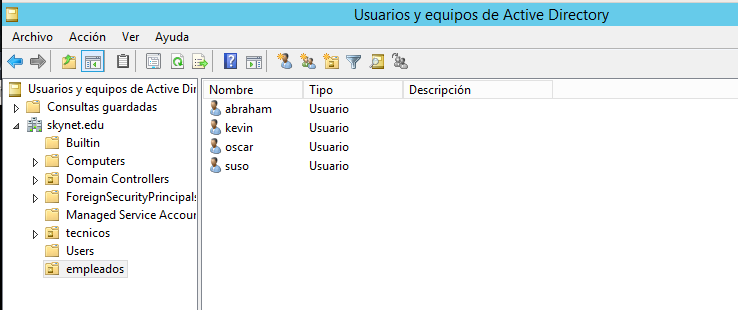 Usuarios y equipos de Active Directory
Archivo Acción Ver Ayuda
Usuarios y equipos de Active Dir
Consultas guardadas
skynet.edu
Builtin
Computers
Domain Controllers
ForeignSecurityPrincipals
Managed Service Accour
tecnicos
Users
empleados
Nombre Tipo Descripción
abraham Usuario
kevin Usuario
oscar Usuario
suso Usuario